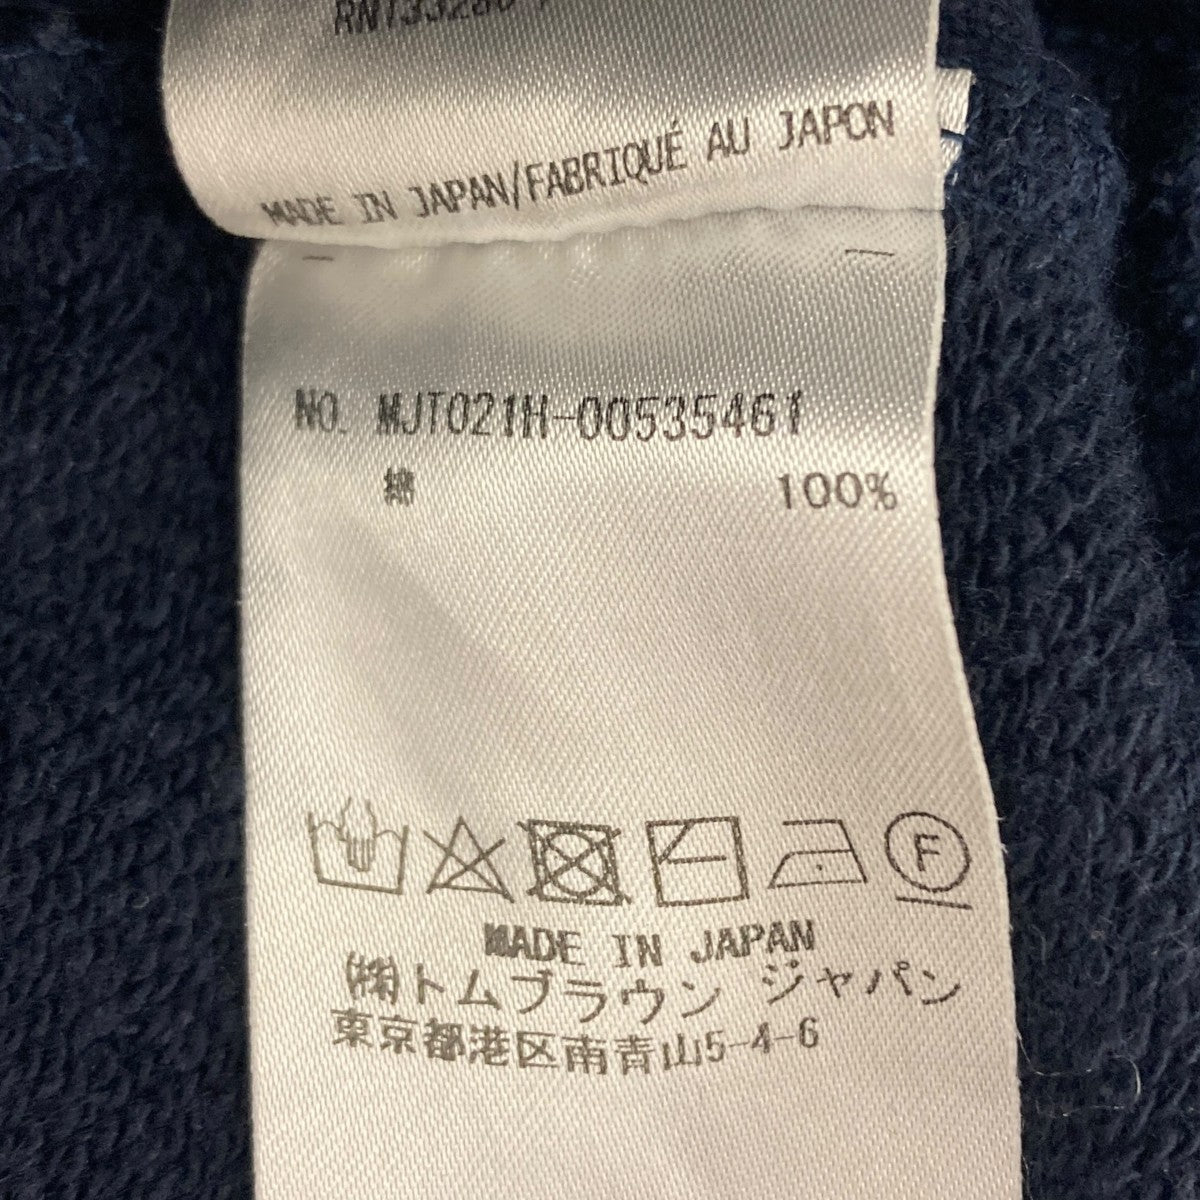 MADE IN JAPAN/FABRIQUÉ AU JAPON
NO. MJT021H-00535461
綿 100%
F
MADE IN JAPAN
(株)トムブラウン ジャパン
東京都港区南青山5-4-6